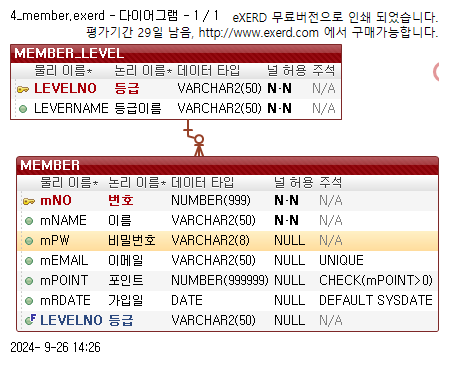 4_member.exerd - 다이어그램 - 1 / 1 eXERD 무료버전으로 인쇄 되었습니다.
평가기간 29일 남음, http://www.exerd.com 에서 구매가능합니다.
MEMBER_LEVEL
물리 이름* 논리 이름* 데이터 타입 널 허용 주석
LEVELNO 등급 VARCHAR2(50) N·N N/A
LEVERNAME 등급이름 VARCHAR2(50) N·N N/A
MEMBER
물리 이름* 논리 이름* 데이터 타입 널 허용 주석
mNO 번호 NUMBER(999) N·N N/A
mNAME 이름 VARCHAR2(50) N·N N/A
mPW 비밀번호 VARCHAR2(8) NULL N/A
mEMAIL 이메일 VARCHAR2(50) NULL UNIQUE
mPOINT 포인트 NUMBER(999999) NULL CHECK(mPOINT>0)
mRDATE 가입일 DATE NULL DEFAULT SYSDATE
F LEVELNO 등급 VARCHAR2(50) NULL N/A
2024- 9-26 14:26